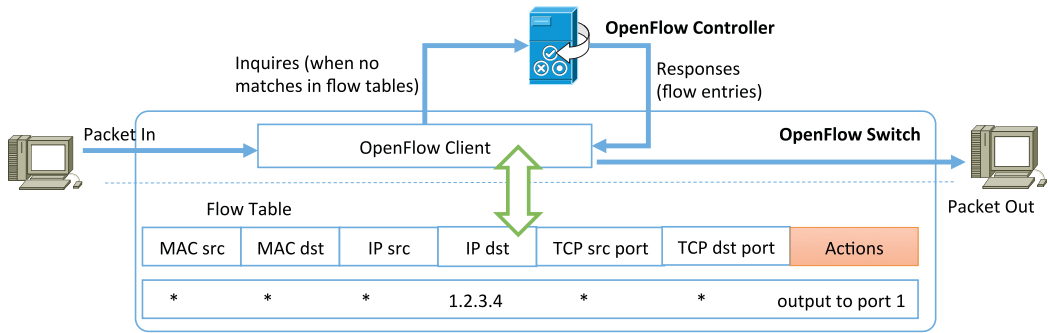 OpenFlow Controller
Inquires (when no
matches in flow tables)
Responses
(flow entries)
Packet In
OpenFlow Switch
OpenFlow Client
Packet Out
Flow Table
MAC src MAC dst IP src IP dst TCP src port TCP dst port Actions
* * * 1.2.3.4 * * output to port 1